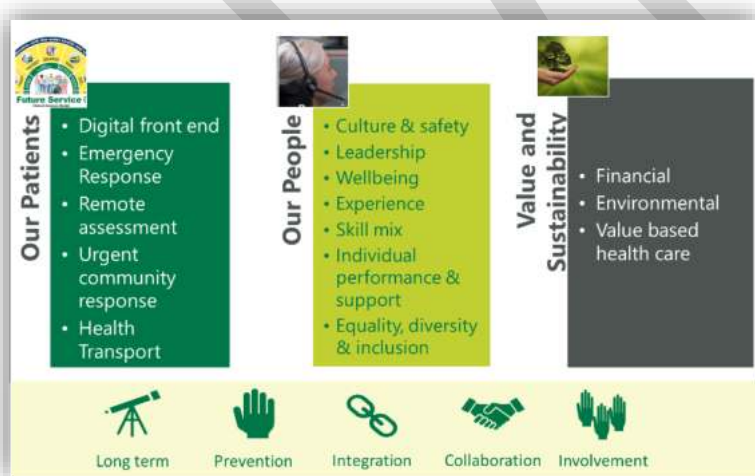 Future Service
Our Patients
• Digital front end
• Emergency
Response
• Remote
assessment
• Urgent
community
response
• Health
Transport
Our People
• Culture & safety
• Leadership
• Wellbeing
• Experience
• Skill mix
• Individual
performance &
support
• Equality, diversity
& inclusion
Value and
Sustainability
• Financial
• Environmental
• Value based
health care
Long term
Prevention
Integration
Collaboration
Involvement